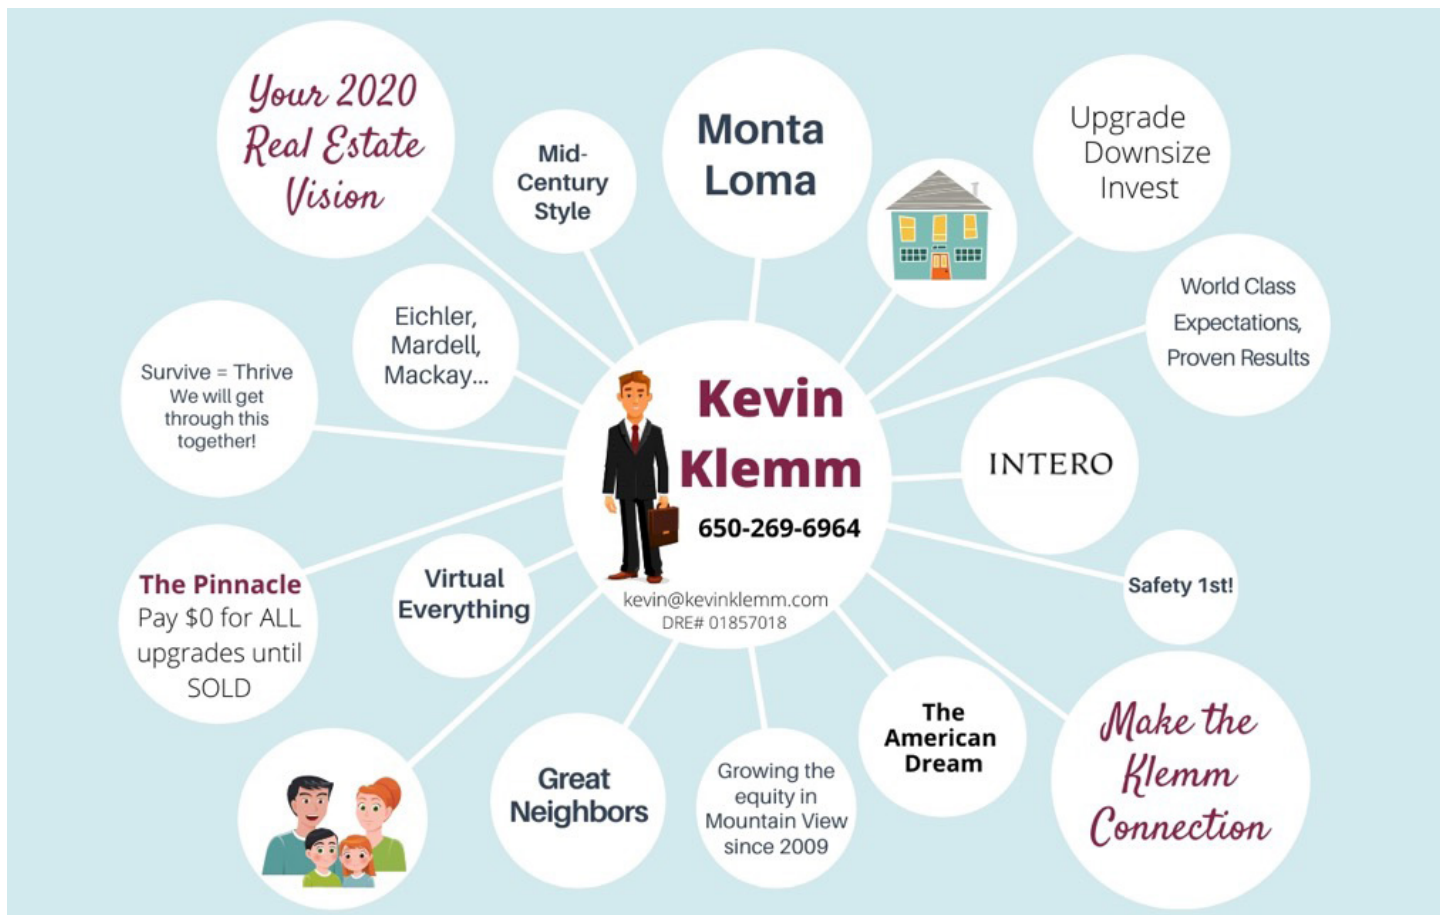 Your 2020
Real Estate
Vision
Mid-
Century
Style
Monta
Loma
Upgrade
Downsize
Invest
World Class
Expectations,
Proven Results
Eichler,
Mardell,
Mackay...
Survive = Thrive
We will get
through this
together!
Kevin
Klemm
650-269-6964
kevin@kevinklemm.com
DRE# 01857018
INTERO
The Pinnacle
Pay $0 for ALL
upgrades until
SOLD
Virtual
Everything
Safety 1st!
Great
Neighbors
Growing the
equity in
Mountain View
since 2009
The
American
Dream
Make the
Klemm
Connection